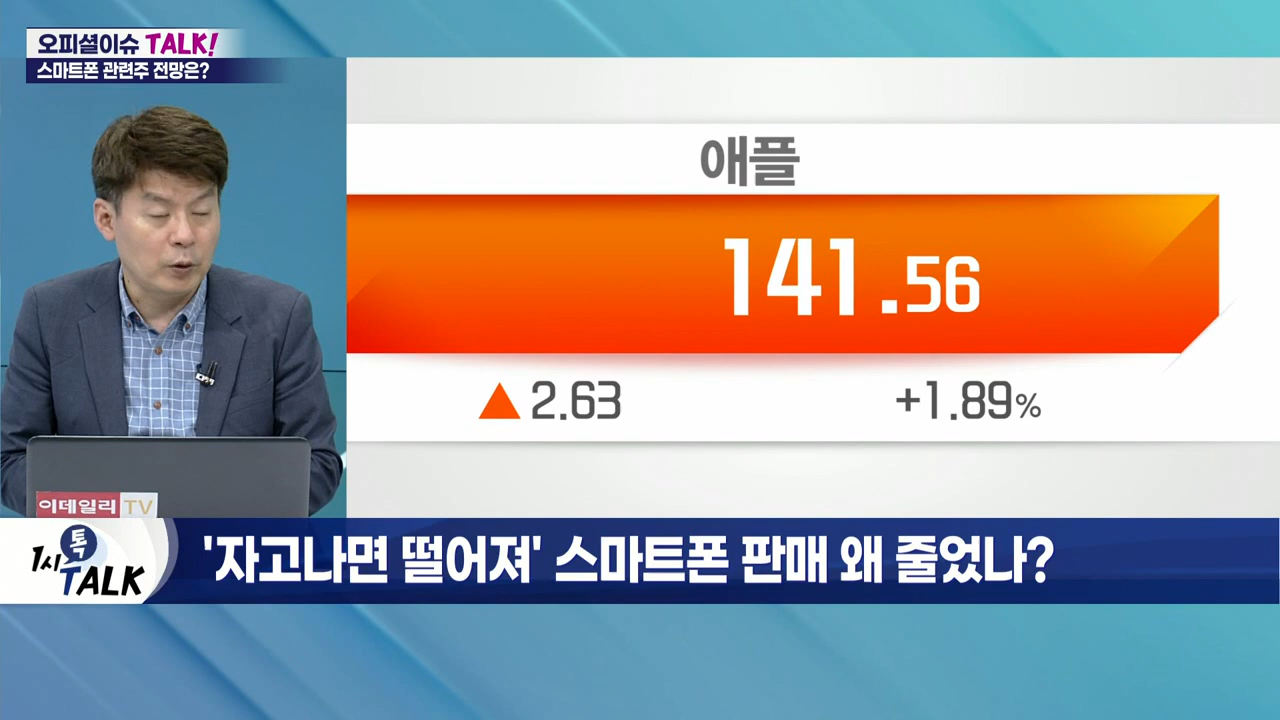 오피셜이슈 TALK!
스마트폰 관련주 전망은?
애플
141.56
▲ 2.63 +1.89%
이데일리 TV
1시 톡 TALK
'자고나면 떨어져' 스마트폰 판매 왜 줄었나?